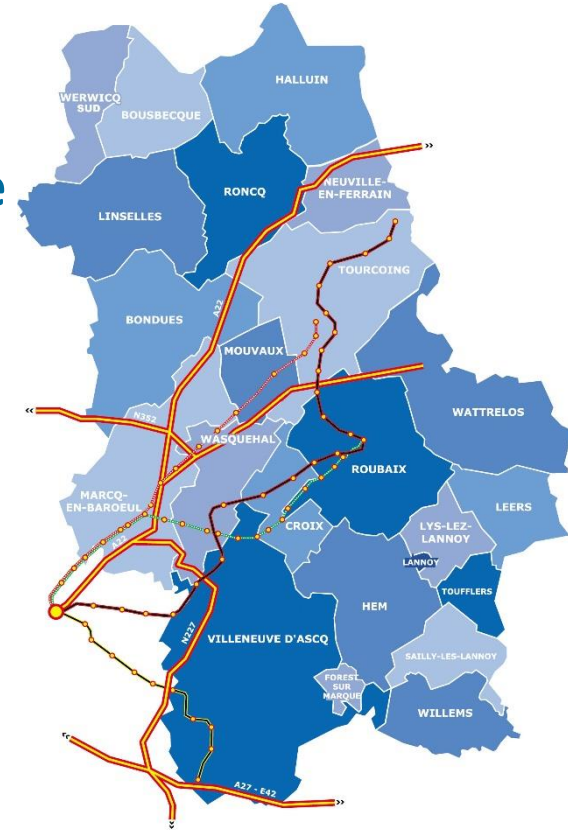 WERWICQ
SUD
BOUSBECQUE
HALLUIN
e
LINSELLES
RONCQ
NEUVILLE-
EN-FERRAIN
TOURCOING
BONDUES
A22
MOUVAUX
N352
WASQUEHAL
WATTRELOS
ROUBAIX
MARCQ-
EN-BAROEUL
CROIX
LEERS
LYS-LEZ-
LANNOY
LANNOY
A22
TOUFFLERS
HEM
N227
VILLENEUVE D'ASCQ
SAILLY-LES-LANNOY
FOREST
SUR
MARQUE
WILLEMS
A27 - E42